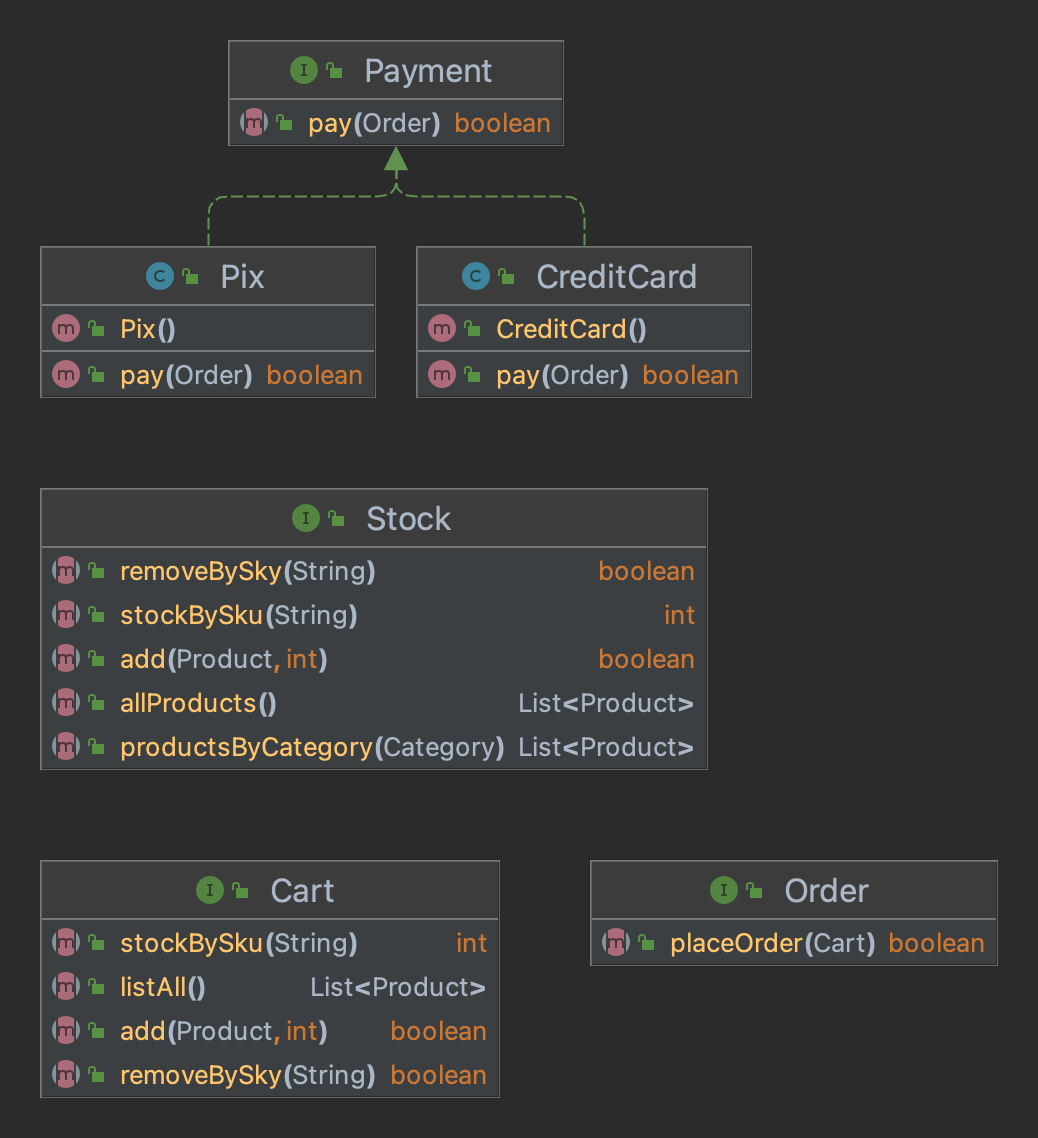 Payment
pay(Order) boolean
Pix
CreditCard
Pix()
pay(Order) boolean
CreditCard()
pay(Order) boolean
Stock
removeBySky(String) boolean
stockBySku(String) int
add(Product, int) boolean
allProducts() List<Product>
productsByCategory(Category) List<Product>
Cart
stockBySku(String) int
listAll() List<Product>
add(Product, int) boolean
removeBySky(String) boolean
Order
placeOrder(Cart) boolean